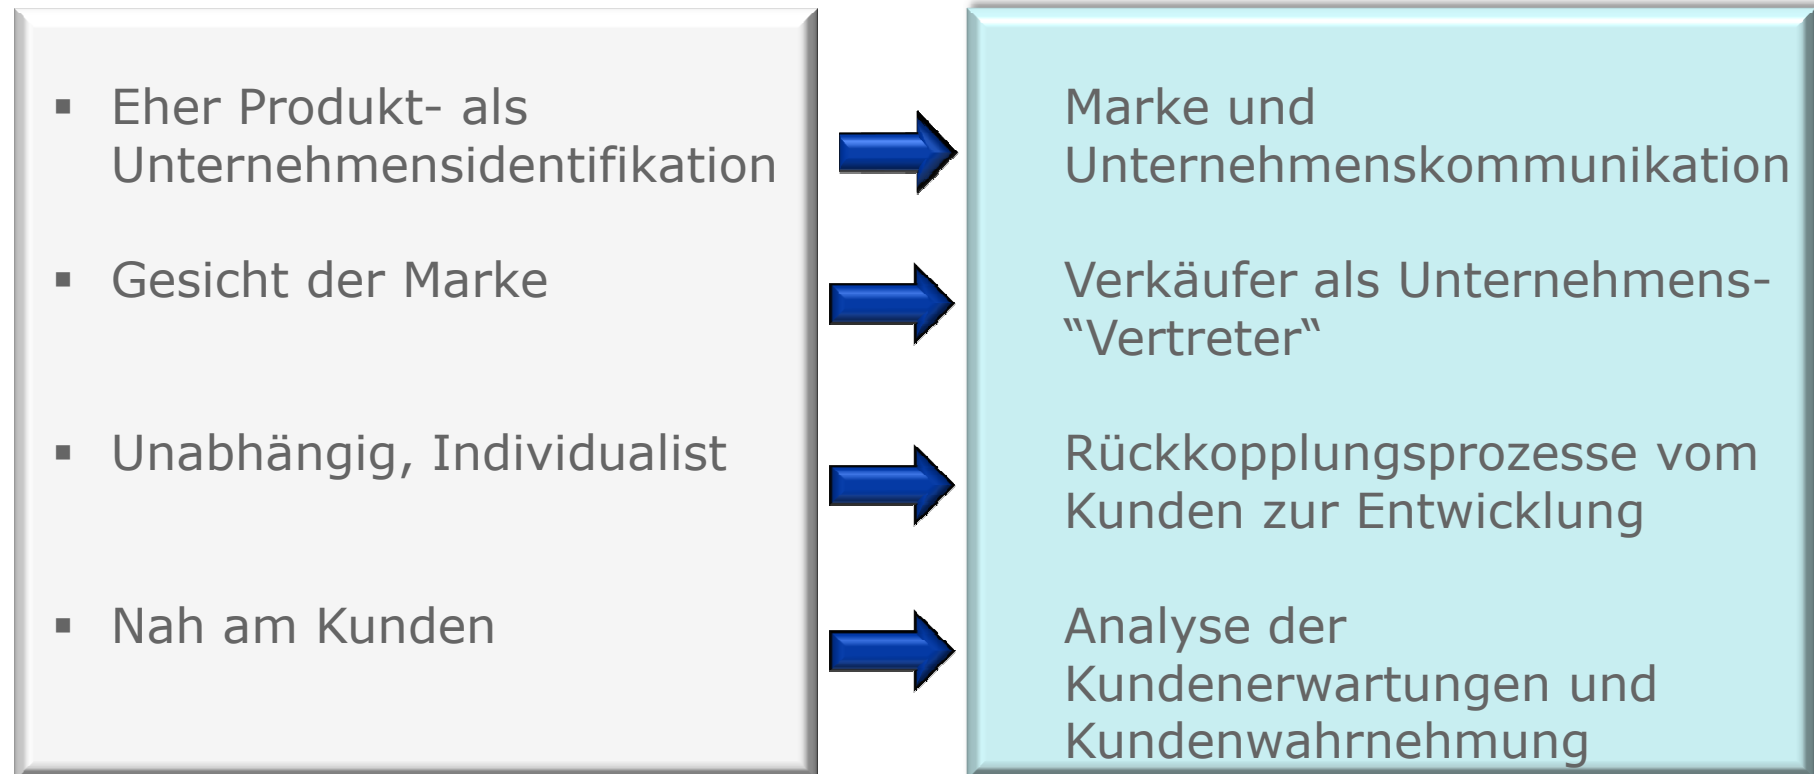 ▪ Eher Produkt- als
Unternehmensidentifikation
Marke und
Unternehmenskommunikation
▪ Gesicht der Marke
Verkäufer als Unternehmens-
“Vertreter“
▪ Unabhängig, Individualist
Rückkopplungsprozesse vom
Kunden zur Entwicklung
▪ Nah am Kunden
Analyse der
Kundenerwartungen und
Kundenwahrnehmung